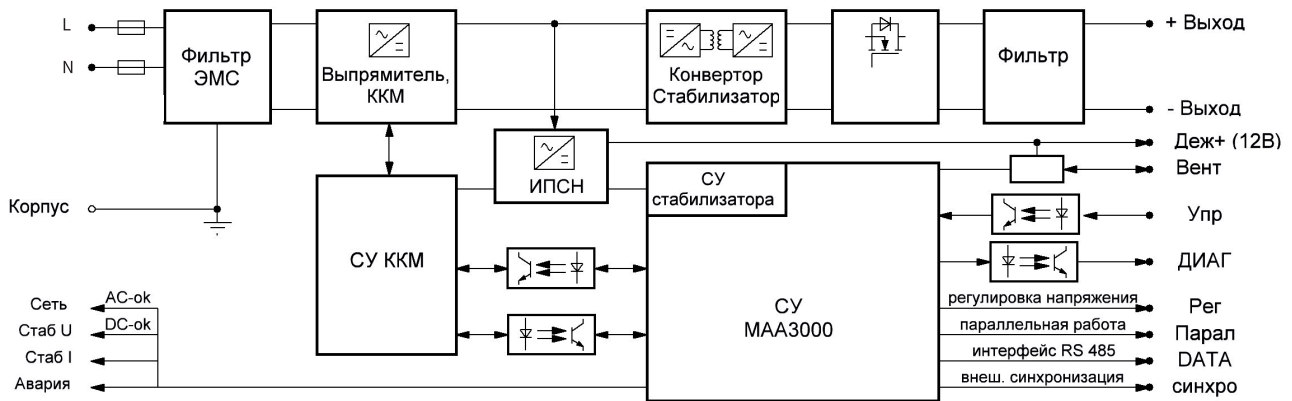 L
N
Фильтр
ЭМС
Выпрямитель,
ККМ
Конвертор
Стабилизатор
Фильтр
+ Выход
- Выход
Деж+ (12В)
Вент
ИПСН
СУ
стабилизатора
Корпус
Упр
СУ ККМ
ДИАГ
СУ
МАА3000
Сеть
AC-ok
Стаб U
DC-ok
Стаб I
Авария
регулировка напряжения
Рег
параллельная работа
Парал
интерфейс RS 485
DATA
внеш. синхронизация
синхро